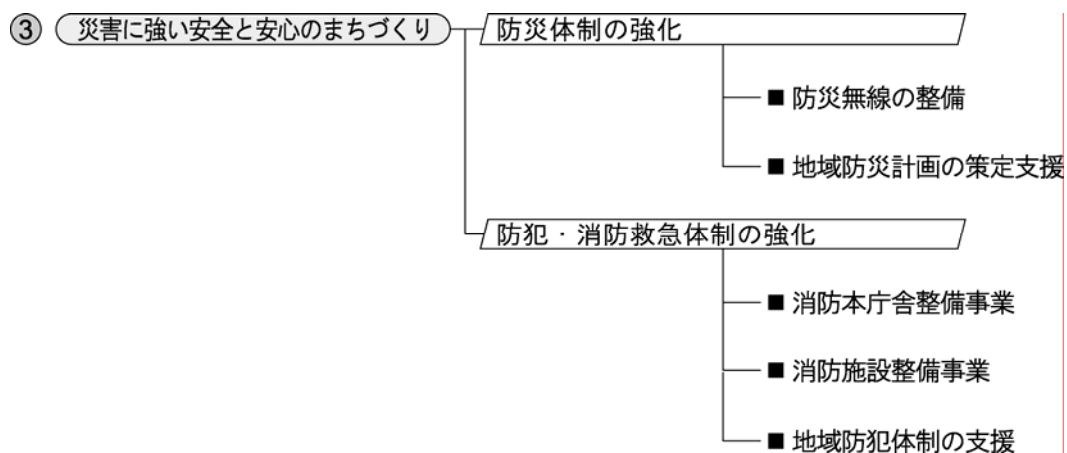 ③ 災害に強い安全と安心のまちづくり
防災体制の強化
■ 防災無線の整備
■ 地域防災計画の策定支援
防犯・消防救急体制の強化
■ 消防本庁舎整備事業
■ 消防施設整備事業
■ 地域防犯体制の支援